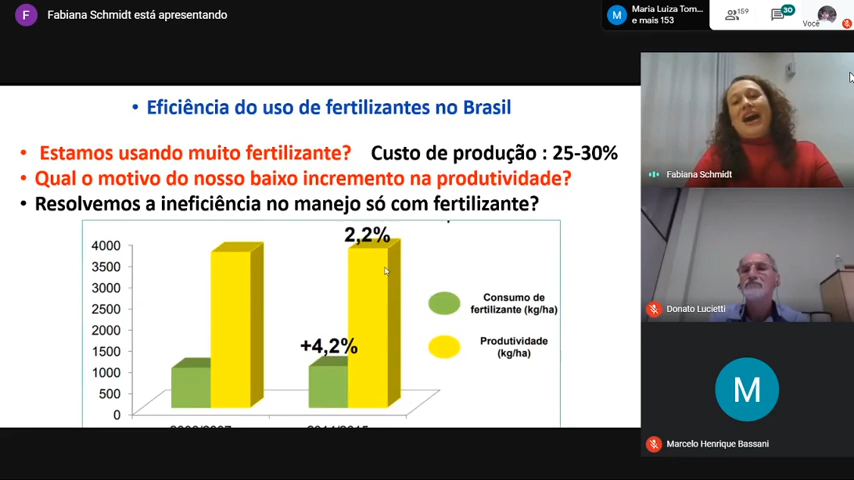 F
Fabiana Schmidt está apresentando
M
Maria Luiza Tom...
e mais 153
159
30
Você
• Eficiência do uso de fertilizantes no Brasil
• Estamos usando muito fertilizante? Custo de produção : 25-30%
• Qual o motivo do nosso baixo incremento na produtividade?
• Resolvemos a ineficiência no manejo só com fertilizante?
4000
3500
3000
2500
2000
1500
1000
500
0
2,2%
+4,2%
Consumo de
fertilizante (kg/ha)
Produtividade
(kg/ha)
Fabiana Schmidt
Donato Lucietti
M
Marcelo Henrique Bassani